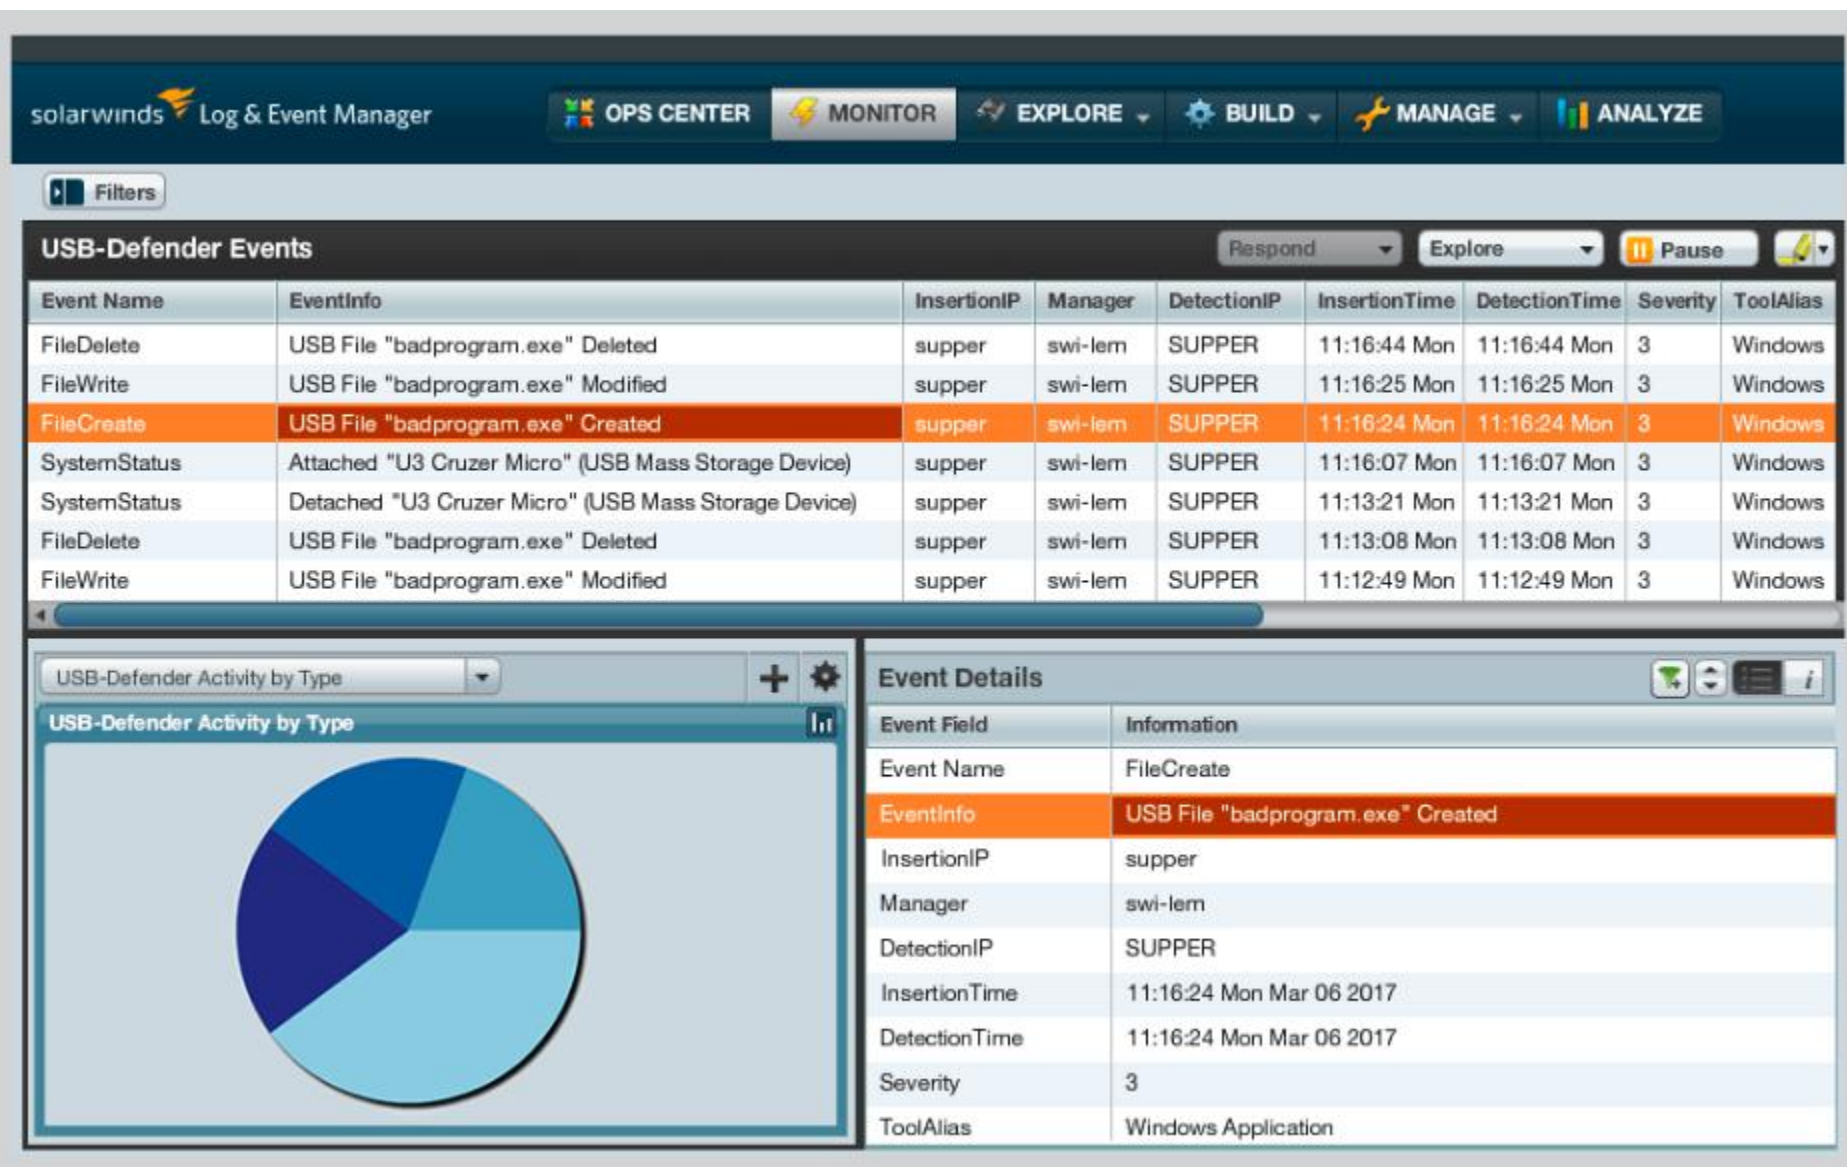 solarwinds Log & Event Manager OPS CENTER MONITOR EXPLORE BUILD MANAGE ANALYZE
Filters
USB-Defender Events Respond Explore Pause
Event Name EventInfo InsertionIP Manager DetectionIP InsertionTime DetectionTime Severity ToolAlias
FileDelete USB File "badprogram.exe" Deleted supper swi-lem SUPPER 11:16:44 Mon 11:16:44 Mon 3 Windows
FileWrite USB File "badprogram.exe" Modified supper swi-lem SUPPER 11:16:25 Mon 11:16:25 Mon 3 Windows
FileCreate USB File "badprogram.exe" Created supper swi-lem SUPPER 11:16:24 Mon 11:16:24 Mon 3 Windows
SystemStatus Attached "U3 Cruzer Micro" (USB Mass Storage Device) supper swi-lem SUPPER 11:16:07 Mon 11:16:07 Mon 3 Windows
SystemStatus Detached "U3 Cruzer Micro" (USB Mass Storage Device) supper swi-lem SUPPER 11:13:21 Mon 11:13:21 Mon 3 Windows
FileDelete USB File "badprogram.exe" Deleted supper swi-lem SUPPER 11:13:08 Mon 11:13:08 Mon 3 Windows
FileWrite USB File "badprogram.exe" Modified supper swi-lem SUPPER 11:12:49 Mon 11:12:49 Mon 3 Windows
USB-Defender Activity by Type
USB-Defender Activity by Type
Event Details i
Event Field Information
Event Name FileCreate
EventInfo USB File "badprogram.exe" Created
InsertionIP supper
Manager swi-lem
DetectionIP SUPPER
InsertionTime 11:16:24 Mon Mar 06 2017
DetectionTime 11:16:24 Mon Mar 06 2017
Severity 3
ToolAlias Windows Application